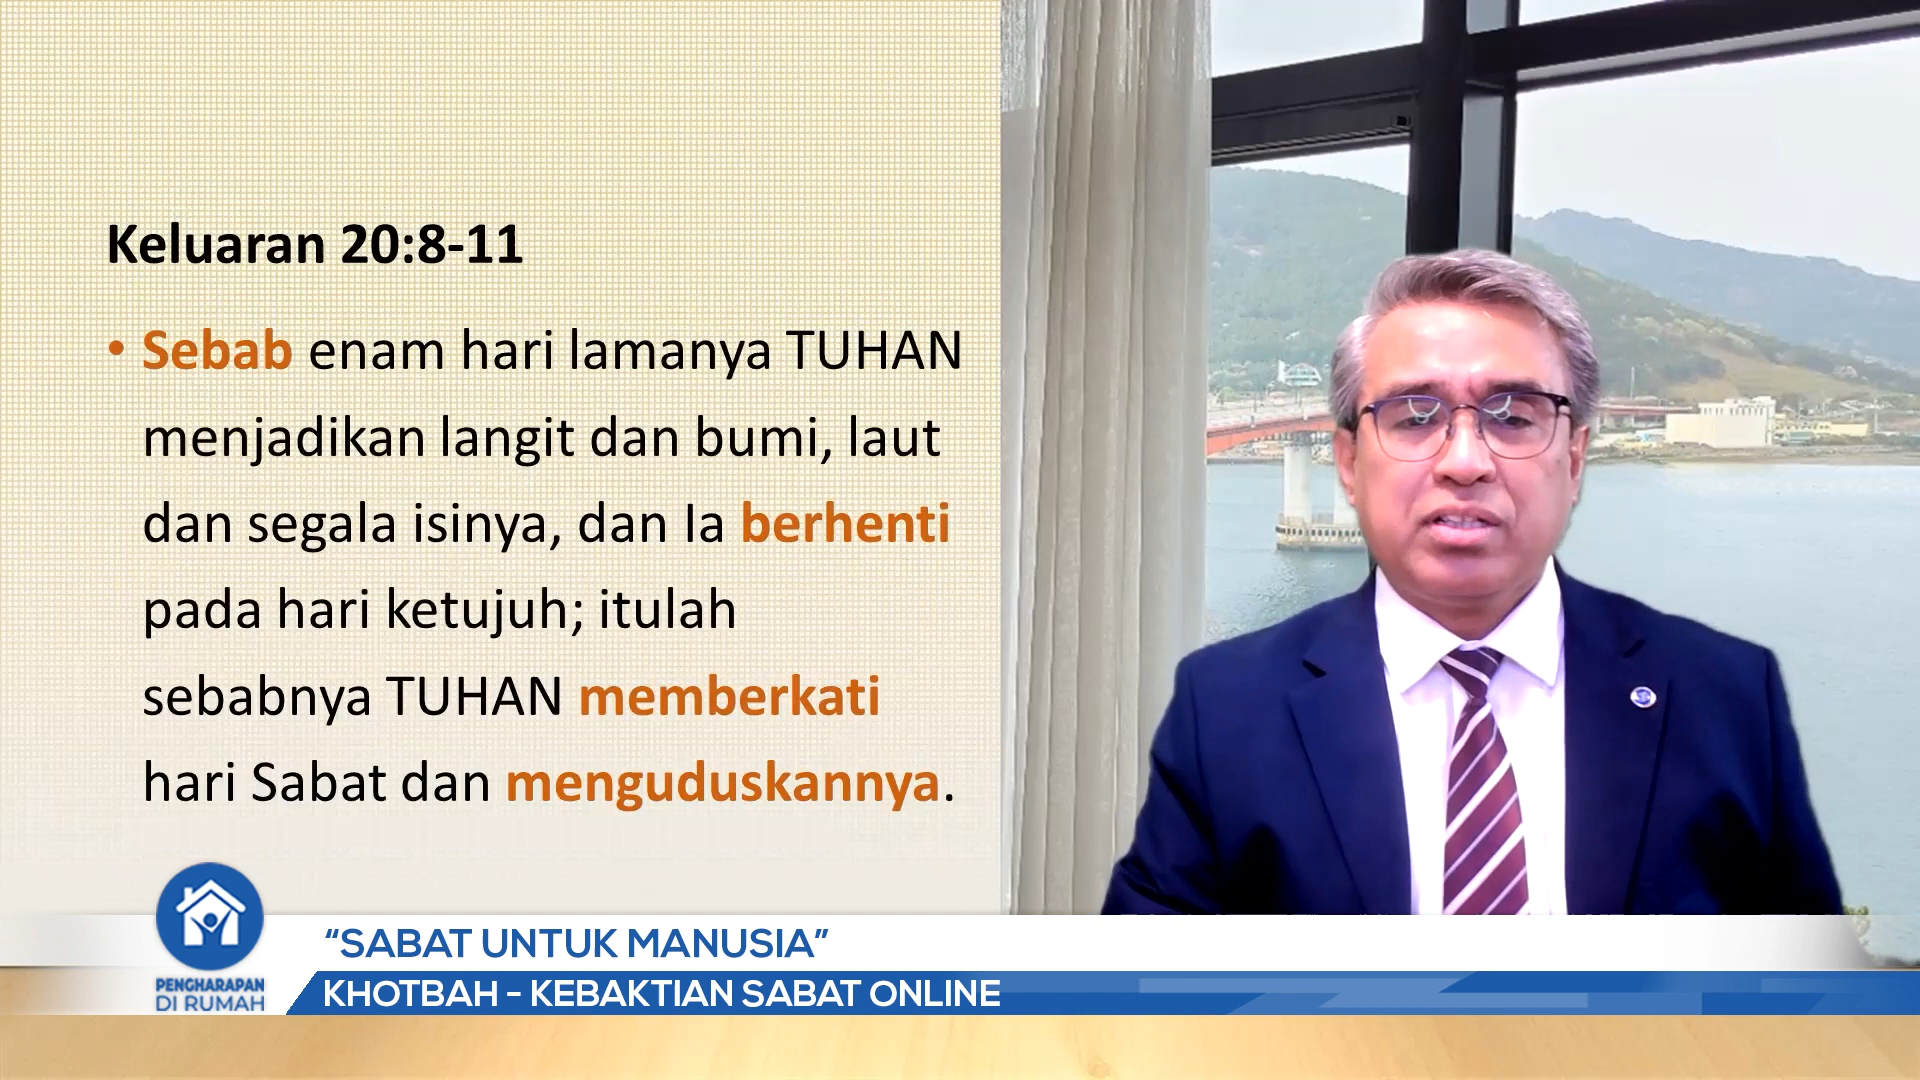 Keluaran 20:8-11
• Sebab enam hari lamanya TUHAN
menjadikan langit dan bumi, laut
dan segala isinya, dan Ia berhenti
pada hari ketujuh; itulah
sebabnya TUHAN memberkati
hari Sabat dan menguduskannya.
PENGHARAPAN
DI RUMAH
“SABAT UNTUK MANUSIA”
KHOTBAH - KEBAKTIAN SABAT ONLINE